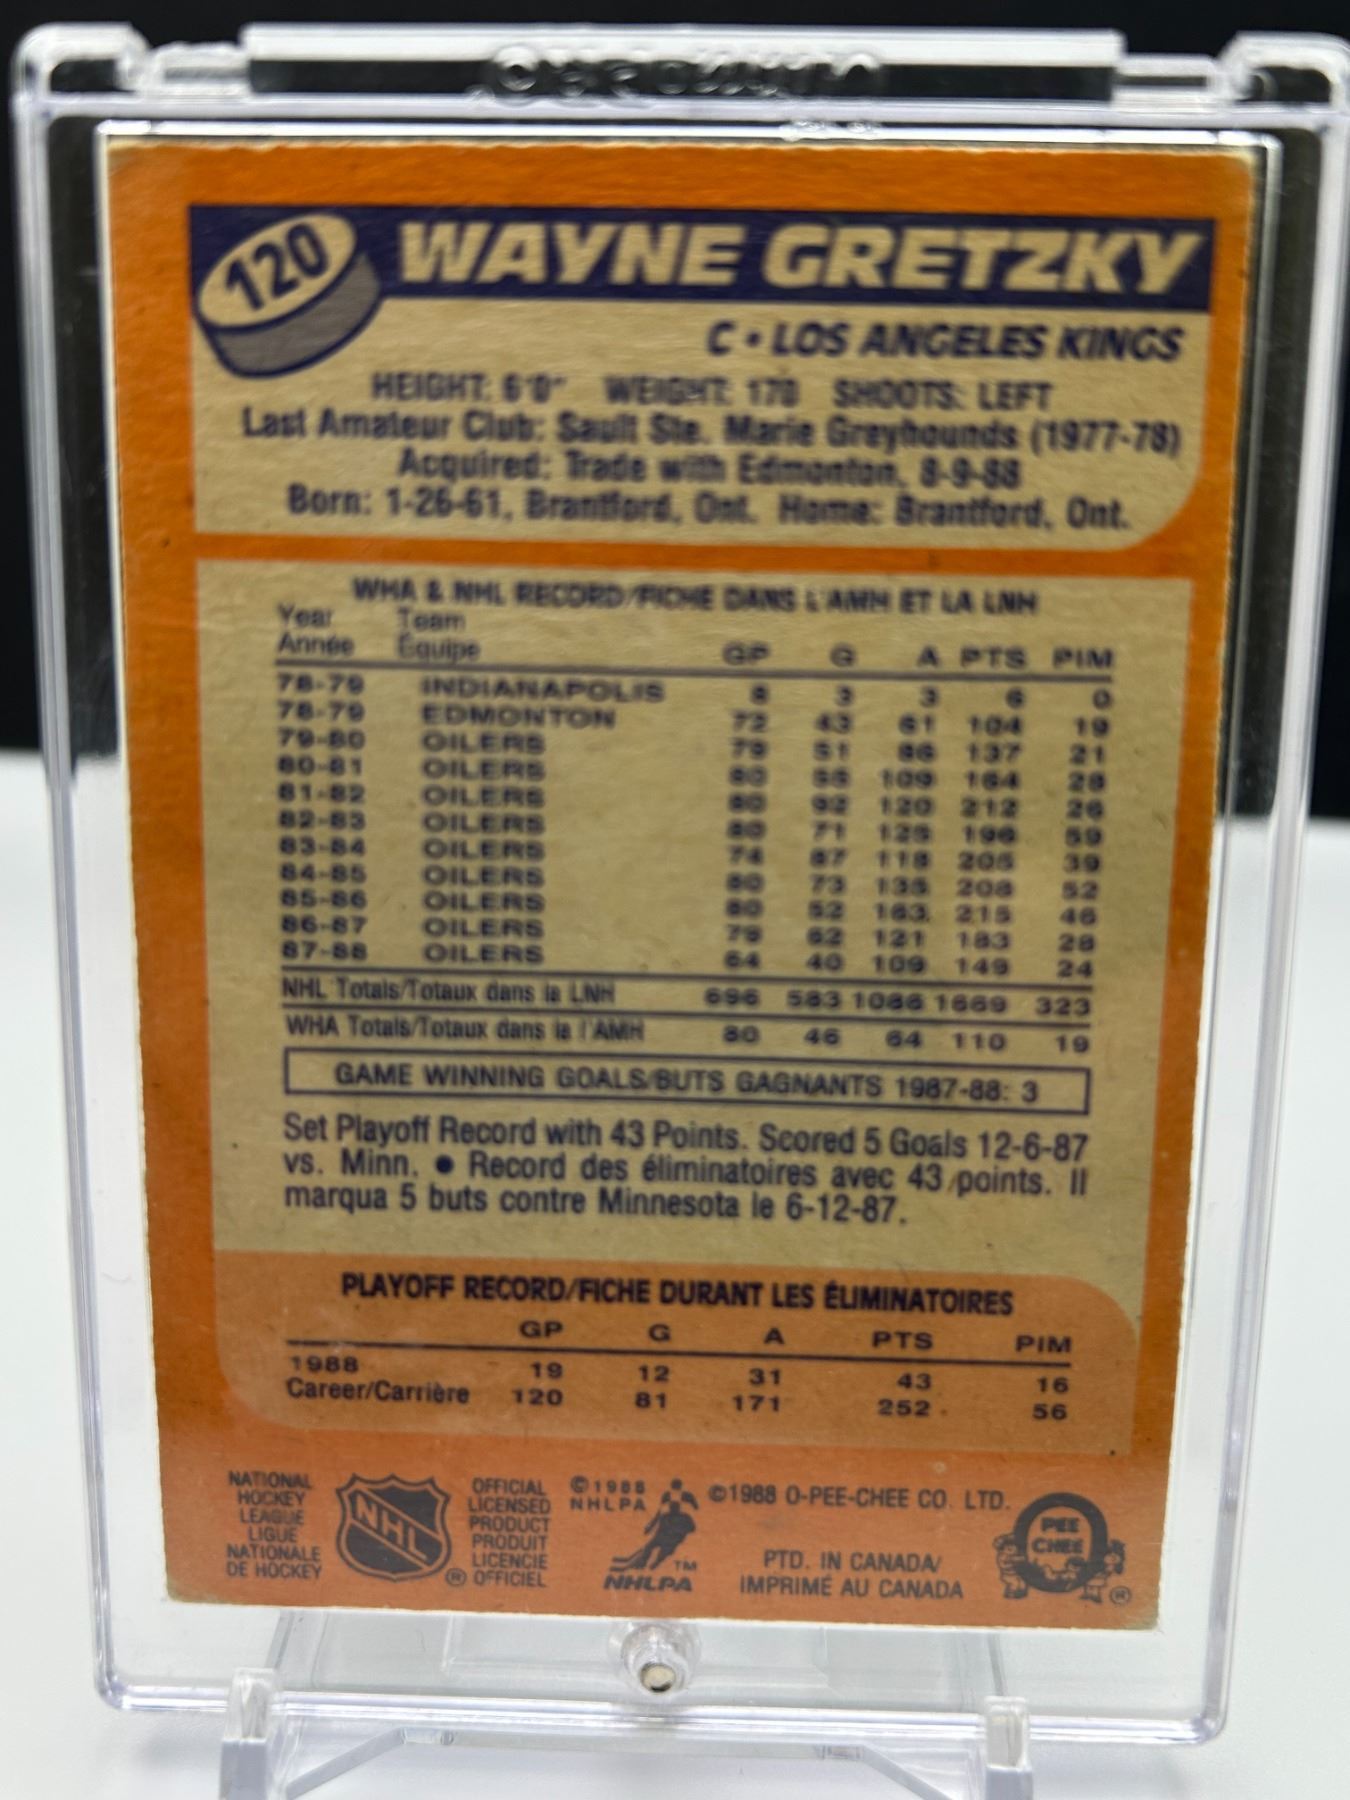 120
WAYNE GRETZKY
C • LOS ANGELES KINGS
HEIGHT: 6'0" WEIGHT: 170 SHOOTS: LEFT
Last Amateur Club: Sault Ste. Marie Greyhounds (1977-78)
Acquired: Trade with Edmonton, 8-9-88
Born: 1-26-61, Brantford, Ont. Home: Brantford, Ont.
WHA & NHL RECORD/FICHE DANS L'AMH ET LA LNH
Year Team
Année Équipe GP G A PTS PIM
78-79 INDIANAPOLIS 8 3 3 6 0
78-79 EDMONTON 72 43 61 104 19
79-80 OILERS 79 51 86 137 21
80-81 OILERS 80 55 109 164 28
81-82 OILERS 80 92 120 212 26
82-83 OILERS 80 71 125 196 59
83-84 OILERS 74 87 118 205 39
84-85 OILERS 80 73 135 208 52
85-86 OILERS 80 52 163 215 46
86-87 OILERS 79 62 121 183 28
87-88 OILERS 64 40 109 149 24
NHL Totals/Totaux dans la LNH 696 583 1086 1669 323
WHA Totals/Totaux dans la l'AMH 80 46 64 110 19
GAME WINNING GOALS/BUTS GAGNANTS 1987-88: 3
Set Playoff Record with 43 Points. Scored 5 Goals 12-6-87
vs. Minn. • Record des éliminatoires avec 43 points. Il
marqua 5 buts contre Minnesota le 6-12-87.
PLAYOFF RECORD/FICHE DURANT LES ÉLIMINATOIRES
GP G A PTS PIM
1988 19 12 31 43 16
Career/Carrière 120 81 171 252 56
NATIONAL
HOCKEY
LEAGUE
LIGUE
NATIONALE
DE HOCKEY
NHL
®
OFFICIAL
LICENSED
PRODUCT
PRODUIT
LICENCIE
OFFICIEL
©1988
NHLPA
TM
NHLPA
©1988 O-PEE-CHEE CO. LTD.
PTD. IN CANADA/
IMPRIMÉ AU CANADA
O
PEE
CHEE
®